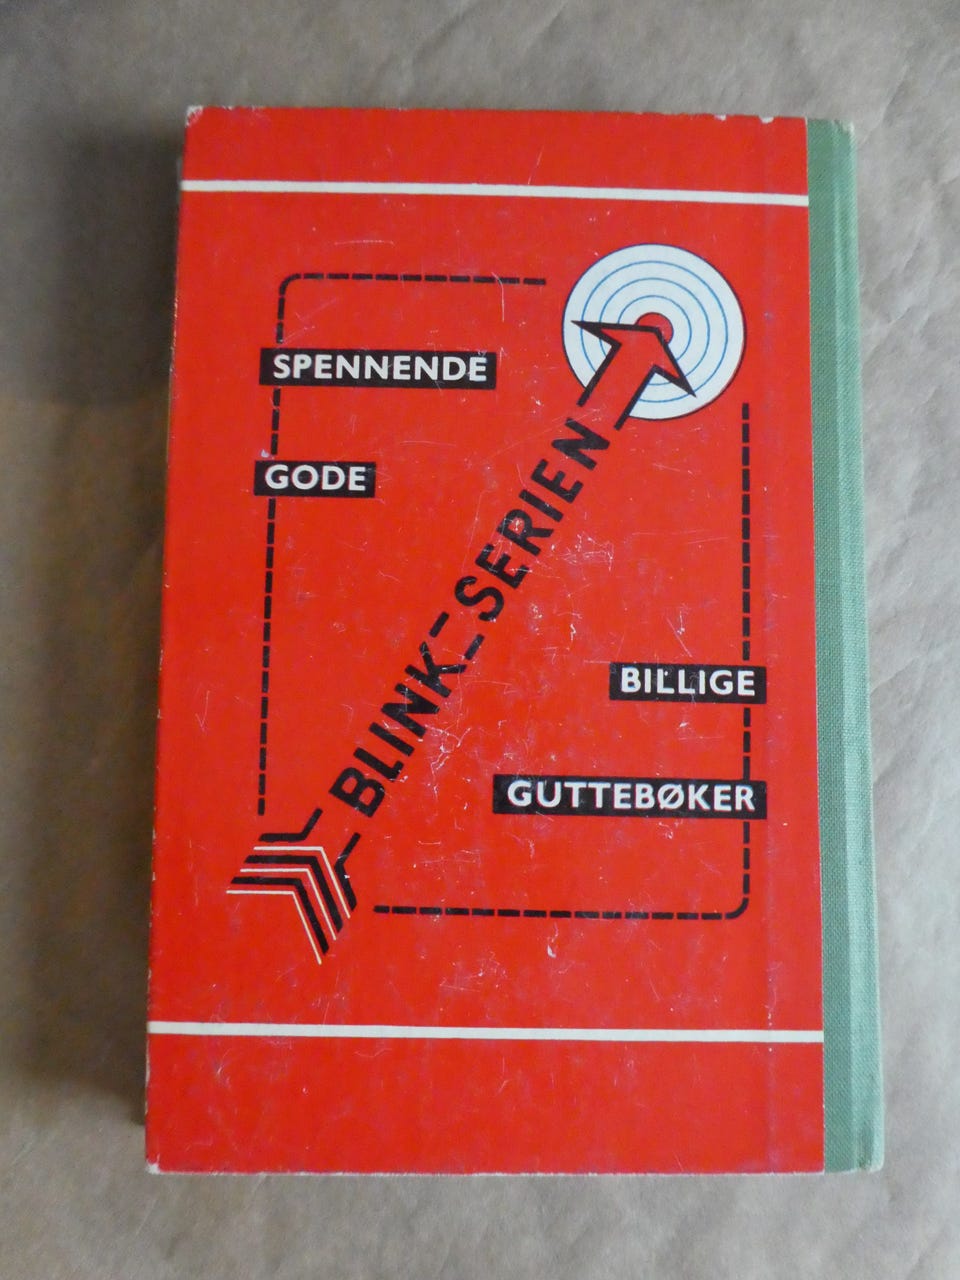 SPENNENDE
GODE
BLINK-SERIEN
BILLIGE
GUTTEBØKER